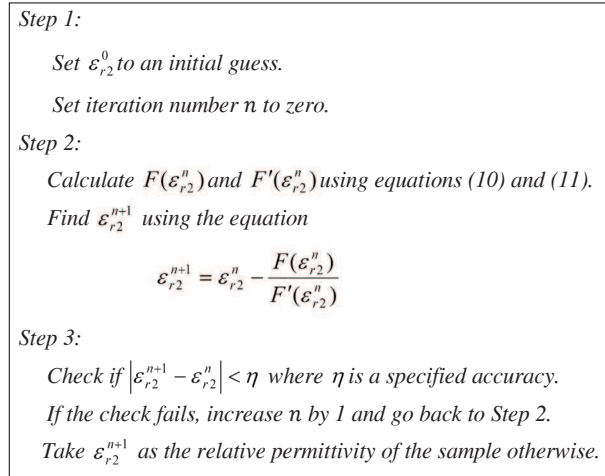 Step 1:
Set ε_{r2}^{0} to an initial guess.
Set iteration number n to zero.
Step 2:
Calculate F(ε_{r2}^{n}) and F'(ε_{r2}^{n}) using equations (10) and (11).
Find ε_{r2}^{n+1} using the equation
ε_{r2}^{n+1} = ε_{r2}^{n} − \frac{F(ε_{r2}^{n})}{F'(ε_{r2}^{n})}
Step 3:
Check if |ε_{r2}^{n+1} − ε_{r2}^{n}| < η where η is a specified accuracy.
If the check fails, increase n by 1 and go back to Step 2.
Take ε_{r2}^{n+1} as the relative permittivity of the sample otherwise.